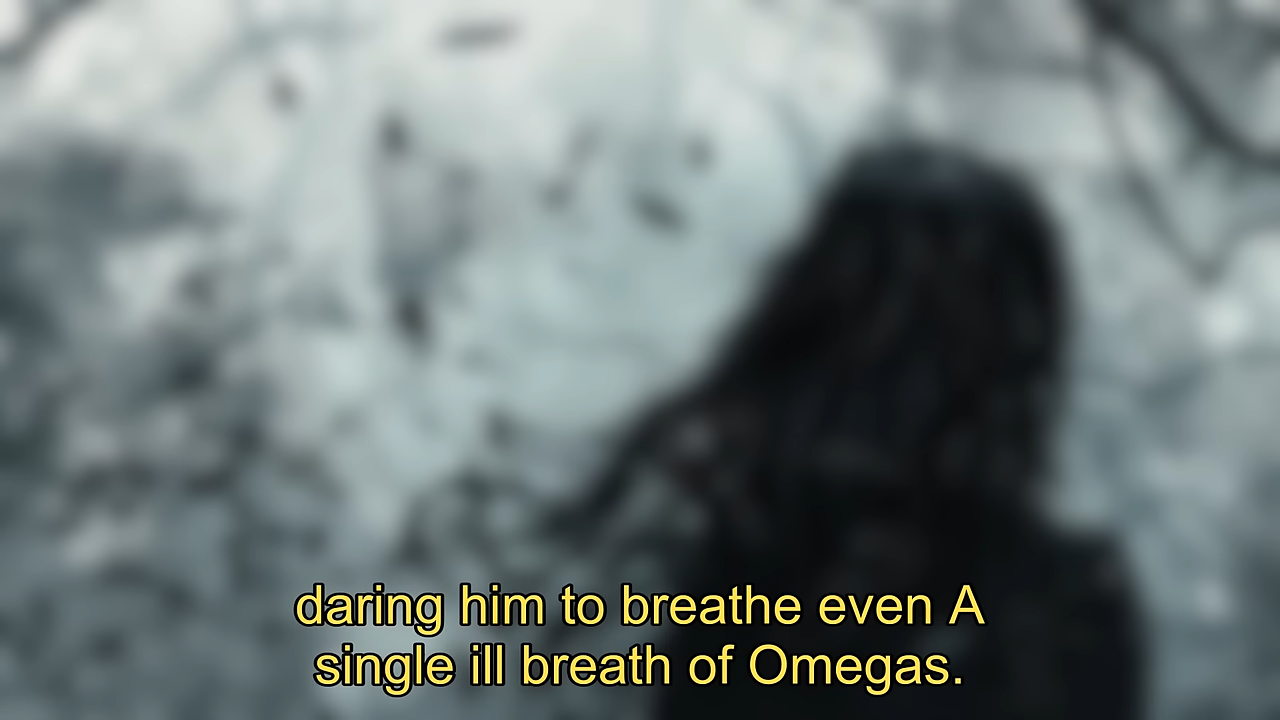 daring him to breathe even A
single ill breath of Omegas.